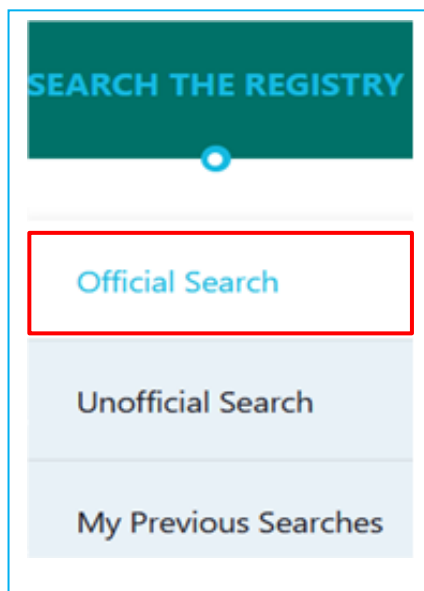 SEARCH THE REGISTRY
Official Search
Unofficial Search
My Previous Searches